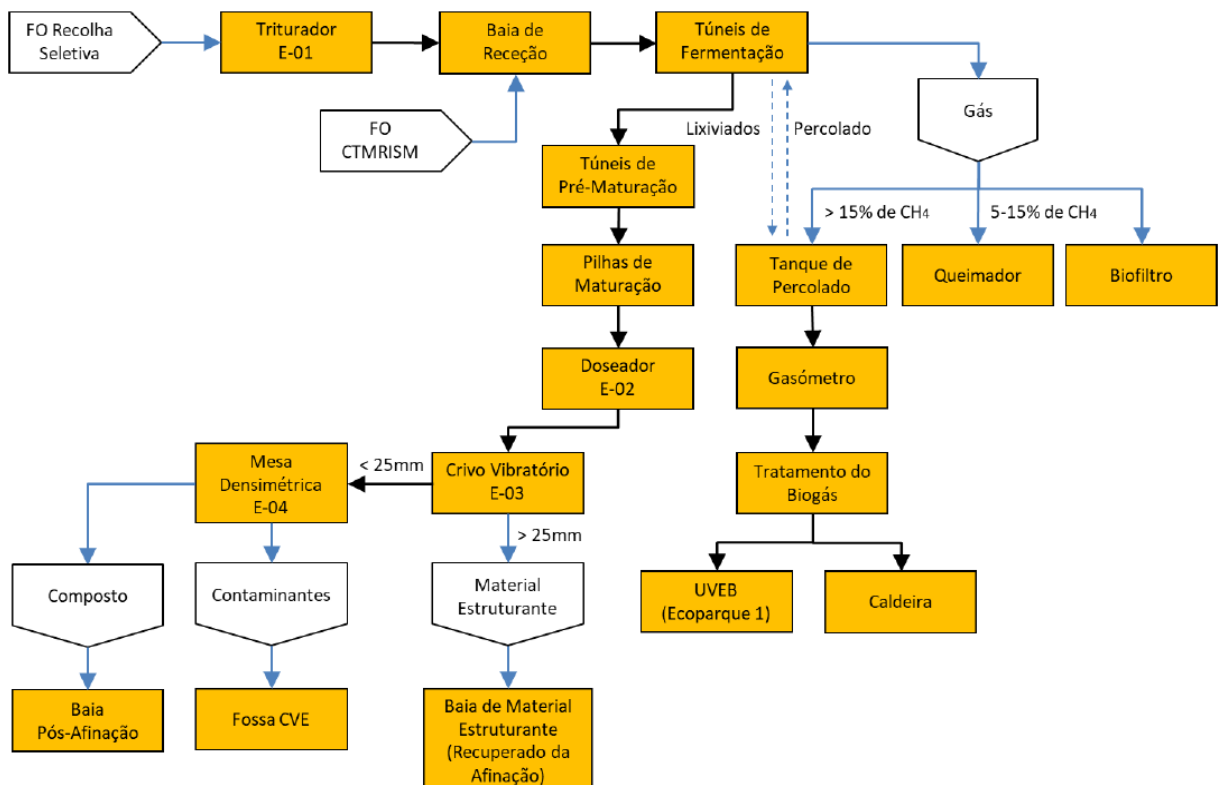 FO Recolha
Seletiva
Triturador
E-01
Baia de
Receção
Túneis de
Fermentação
Gás
FO
CTMRISM
Lixiviados
Percolado
Túneis de
Pré-Maturação
> 15% de CH₄
5-15% de CH₄
Pilhas de
Maturação
Tanque de
Percolado
Queimador
Biofiltro
Doseador
E-02
Gasómetro
Mesa
Densimétrica
E-04
< 25mm
Crivo Vibratório
E-03
Tratamento do
Biogás
> 25mm
Composto
Contaminantes
Material
Estruturante
UVEB
(Ecoparque 1)
Caldeira
Baia
Pós-Afinação
Fossa CVE
Baia de Material
Estruturante
(Recuperado da
Afinação)